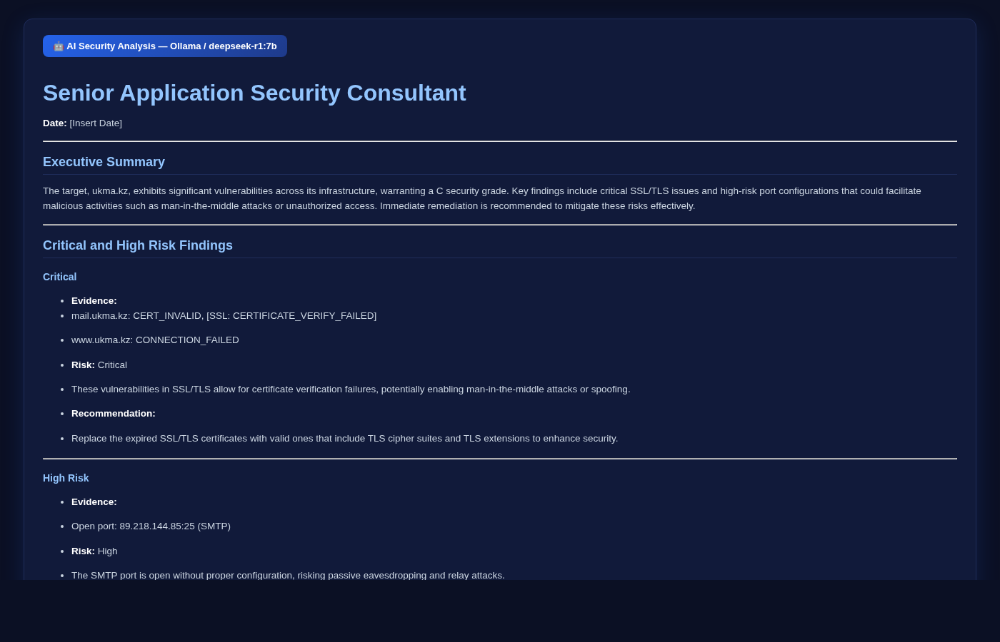 🤖 AI Security Analysis — Ollama / deepseek-r1:7b
Senior Application Security Consultant
Date: [Insert Date]
Executive Summary
The target, ukma.kz, exhibits significant vulnerabilities across its infrastructure, warranting a C security grade. Key findings include critical SSL/TLS issues and high-risk port configurations that could facilitate
malicious activities such as man-in-the-middle attacks or unauthorized access. Immediate remediation is recommended to mitigate these risks effectively.
Critical and High Risk Findings
Critical
• Evidence:
• mail.ukma.kz: CERT_INVALID, [SSL: CERTIFICATE_VERIFY_FAILED]
• www.ukma.kz: CONNECTION_FAILED
• Risk: Critical
• These vulnerabilities in SSL/TLS allow for certificate verification failures, potentially enabling man-in-the-middle attacks or spoofing.
• Recommendation:
• Replace the expired SSL/TLS certificates with valid ones that include TLS cipher suites and TLS extensions to enhance security.
High Risk
• Evidence:
• Open port: 89.218.144.85:25 (SMTP)
• Risk: High
• The SMTP port is open without proper configuration, risking passive eavesdropping and relay attacks.